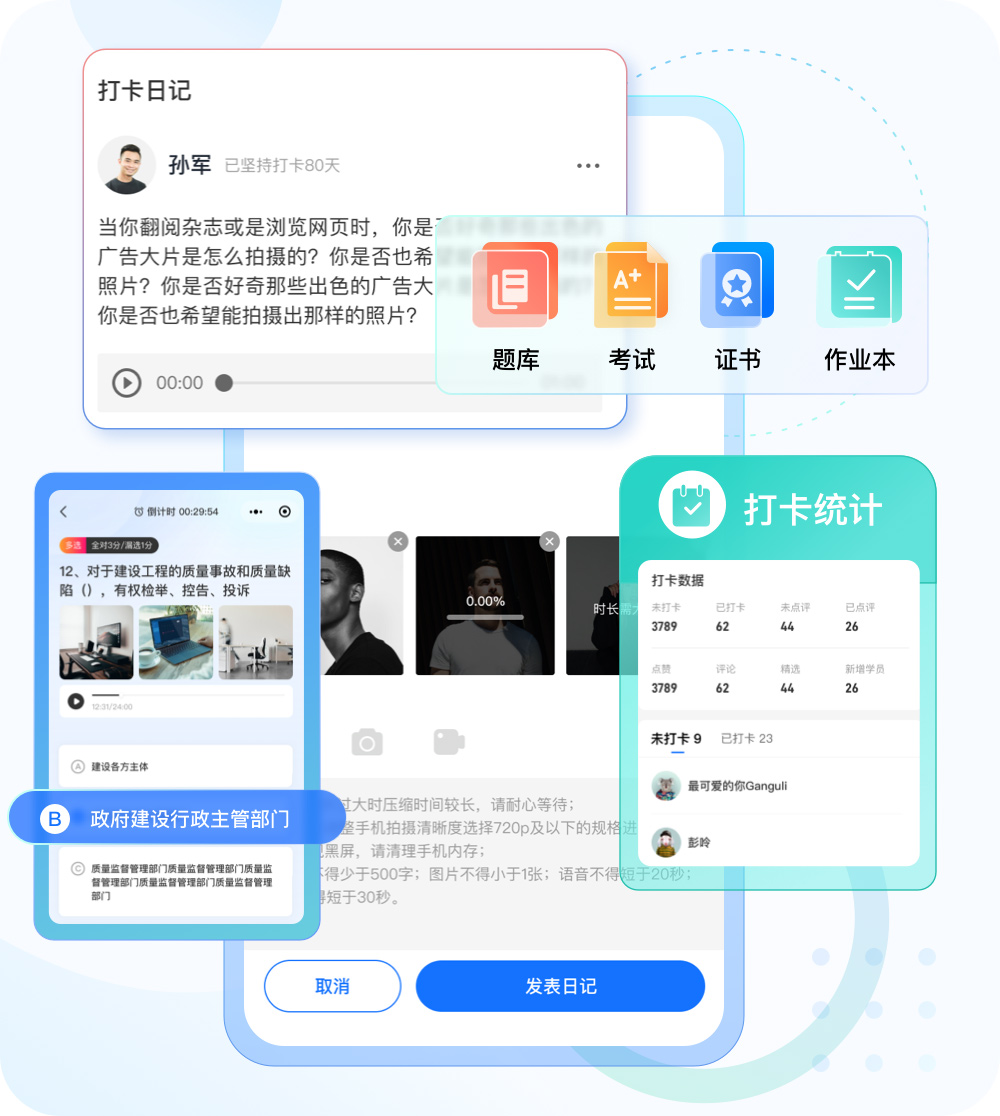 打卡日记
孙军 已坚持打卡80天
当你翻阅杂志或是浏览网页时，你是否好奇那些出色的
广告大片是怎么拍摄的？你是否也希
照片？你是否好奇那些出色的广告大
你是否也希望能拍摄出那样的照片？
00:00
题库
考试
证书
作业本
倒计时 00:29:54
多选 全对3分/漏选1分
12、对于建设工程的质量事故和质量缺
陷（），有权检举、控告、投诉
12:31/24:00
A 建设各方主体
B 政府建设行政主管部门
C 质量监督管理部门质量监督管理部门质量监
督管理部门质量监督管理部门质量监督管理
部门
0.00%
时长需
打卡统计
打卡数据
未打卡 已打卡 未点评 已点评
3789 62 44 26
点赞 评论 精选 新增学员
3789 62 44 26
未打卡 9 已打卡 23
最可爱的你Ganguli
彭呤
过大时压缩时间较长，请耐心等待；
整手机拍摄清晰度选择720p及以下的规格进
黑屏，请清理手机内存；
不得少于500字；图片不得小于1张；语音不得短于20秒；
得短于30秒。
取消
发表日记